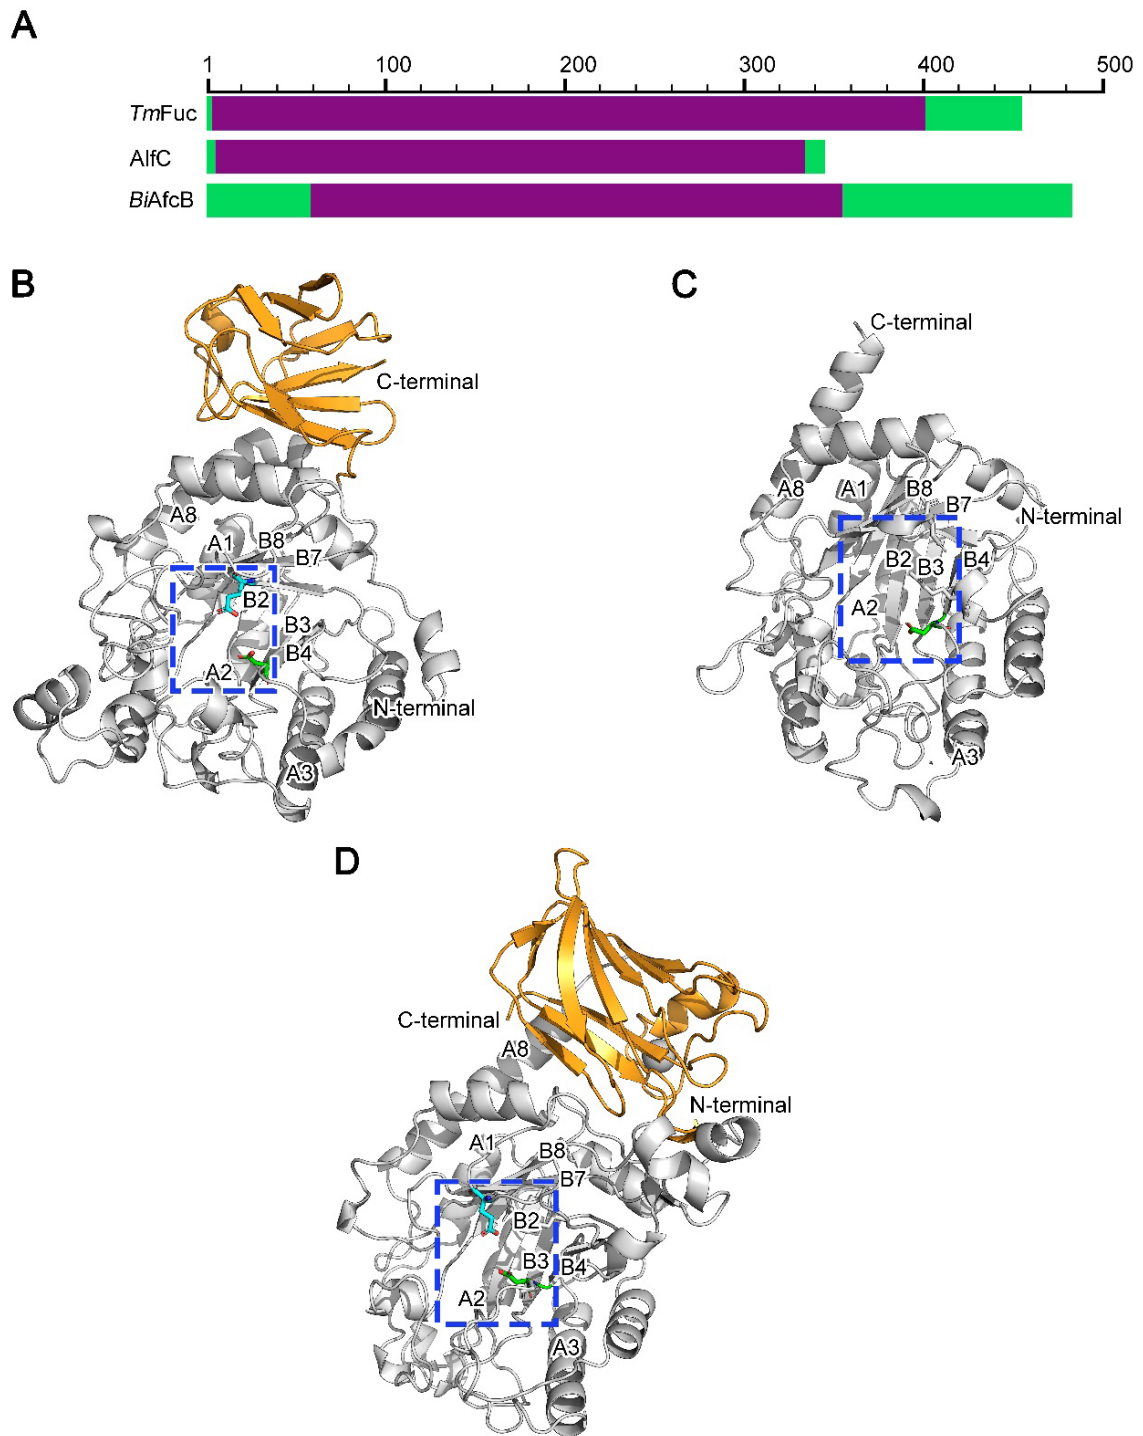 A
1 100 200 300 400 500
TmFuc
AlfC
BiAfcB
B
C-terminal
A8
A1
B8
B7
B2
B3
B4
A2
N-terminal
A3
C
C-terminal
A8
A1
B8
B7
N-terminal
B2
B3
B4
A2
A3
D
C-terminal
A8
N-terminal
A1
B8
B7
B2
B3
B4
A2
A3